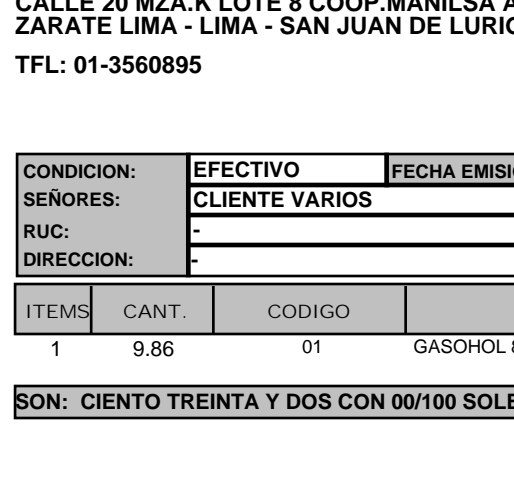 CALLE 20 MZA.K LOTE 8 COOP.MANILSA A
ZARATE LIMA - LIMA - SAN JUAN DE LURIG
TFL: 01-3560895
CONDICION: EFECTIVO FECHA EMISI
SEÑORES: CLIENTE VARIOS
RUC: -
DIRECCION: -
ITEMS CANT. CODIGO
1 9.86 01 GASOHOL 8
SON: CIENTO TREINTA Y DOS CON 00/100 SOLE